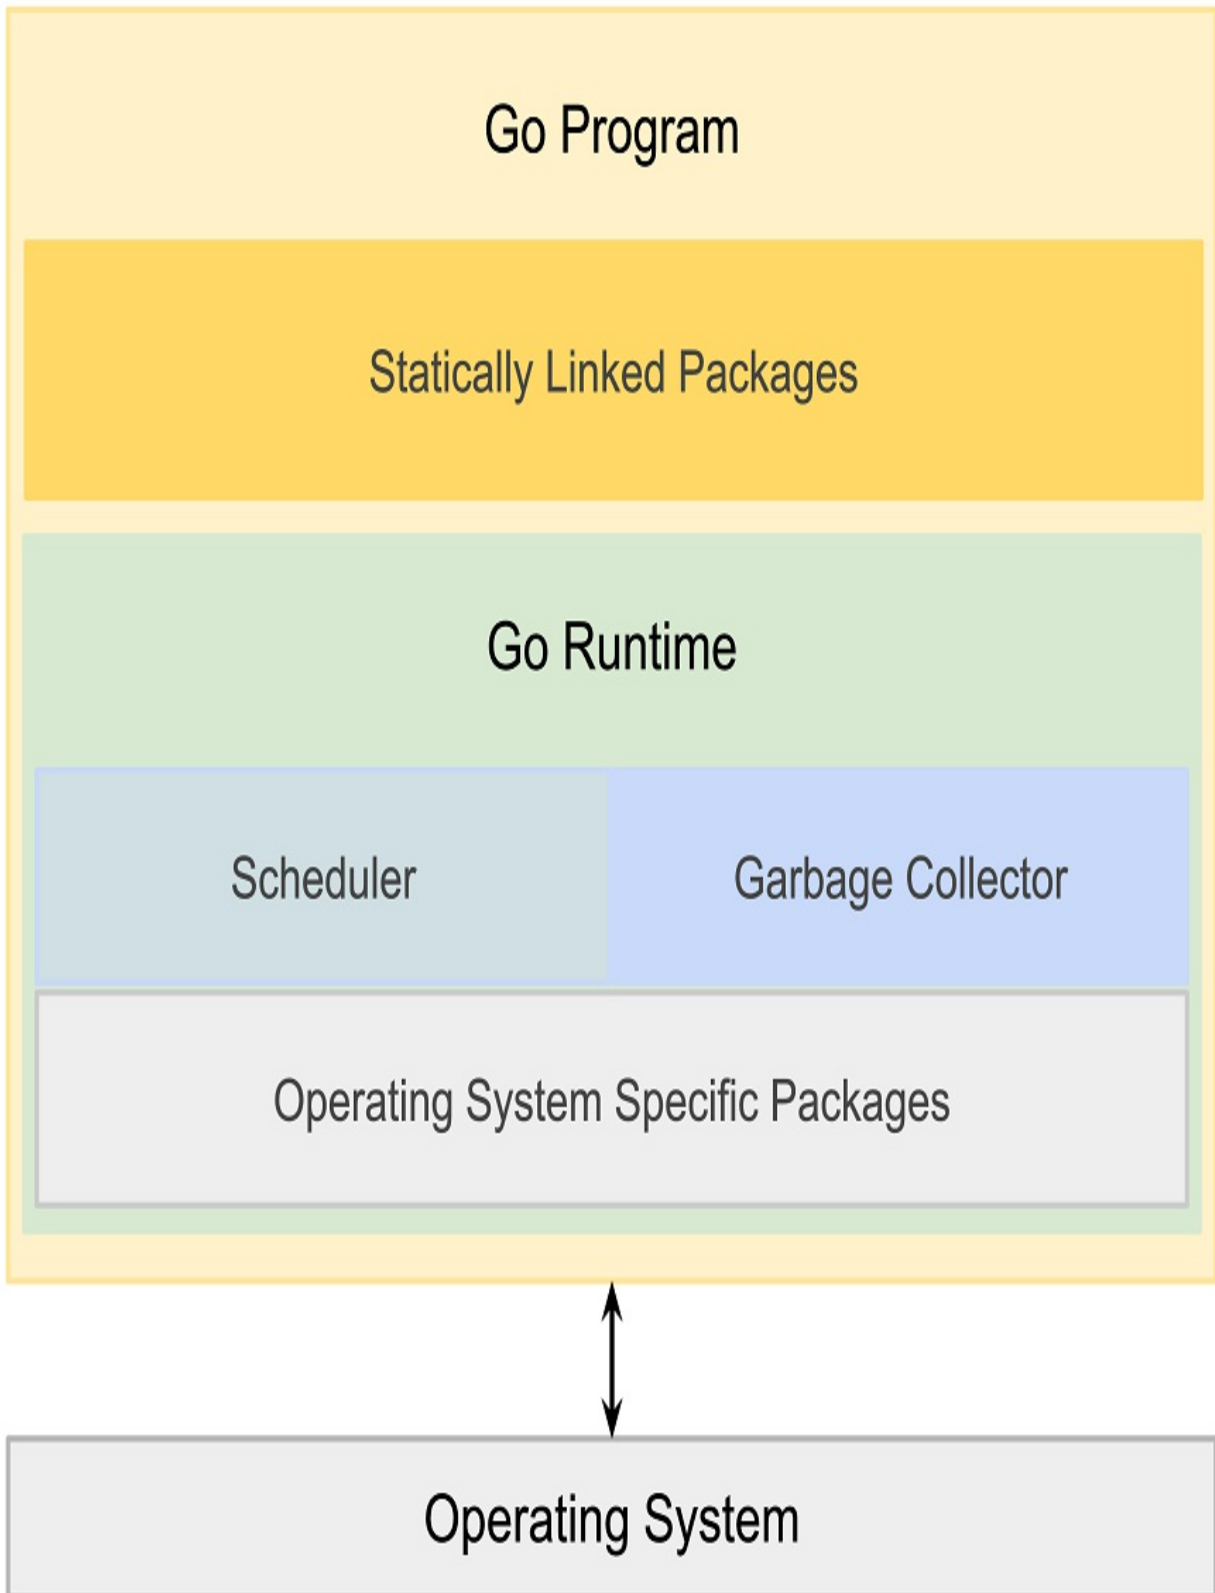 Go Program
Statically Linked Packages
Go Runtime
Scheduler
Garbage Collector
Operating System Specific Packages
Operating System